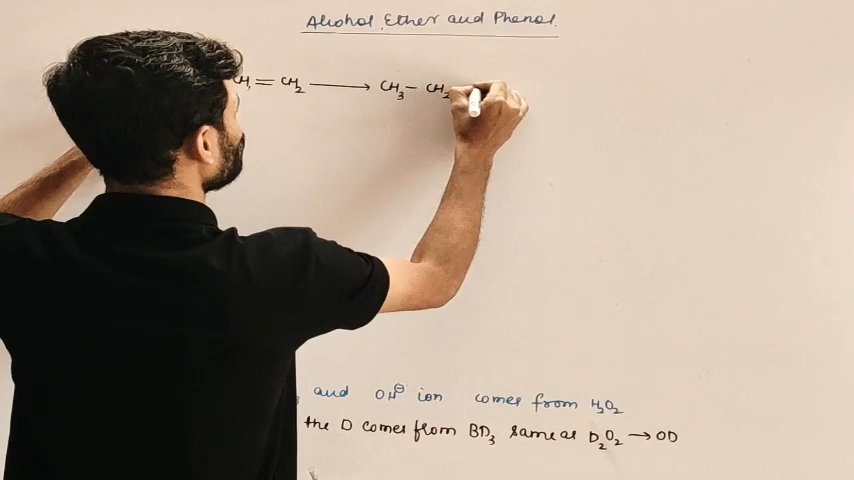 Alcohol, Ether and Phenol.
CH₂ = CH₂ ⟶ CH₃ − CH₂
and OH⊖ ion comes from H₂O₂
the D comes from BD₃ same as D₂O₂ → OD